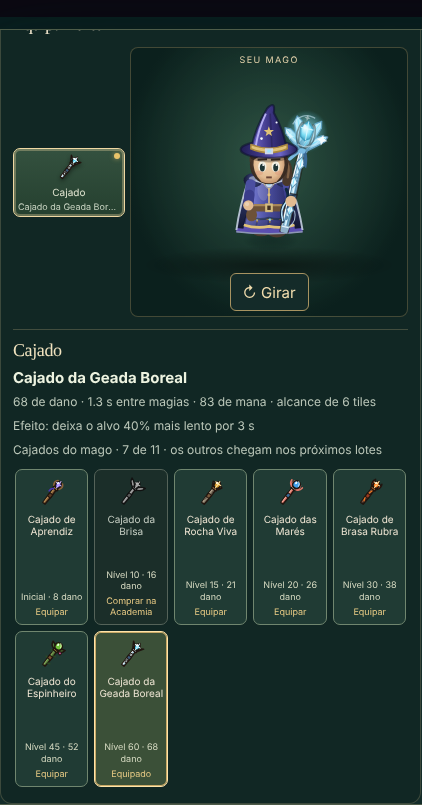 SEU MAGO
Cajado
Cajado da Geada Bor...
↻ Girar
Cajado
Cajado da Geada Boreal
68 de dano · 1.3 s entre magias · 83 de mana · alcance de 6 tiles
Efeito: deixa o alvo 40% mais lento por 3 s
Cajados do mago · 7 de 11 · os outros chegam nos próximos lotes
Cajado de
Aprendiz
Inicial · 8 dano
Equipar
Cajado da
Brisa
Nível 10 · 16
dano
Comprar na
Academia
Cajado de
Rocha Viva
Nível 15 · 21
dano
Equipar
Cajado das
Marés
Nível 20 · 26
dano
Equipar
Cajado de
Brasa Rubra
Nível 30 · 38
dano
Equipar
Cajado do
Espinheiro
Nível 45 · 52
dano
Equipar
Cajado da
Geada Boreal
Nível 60 · 68
dano
Equipado